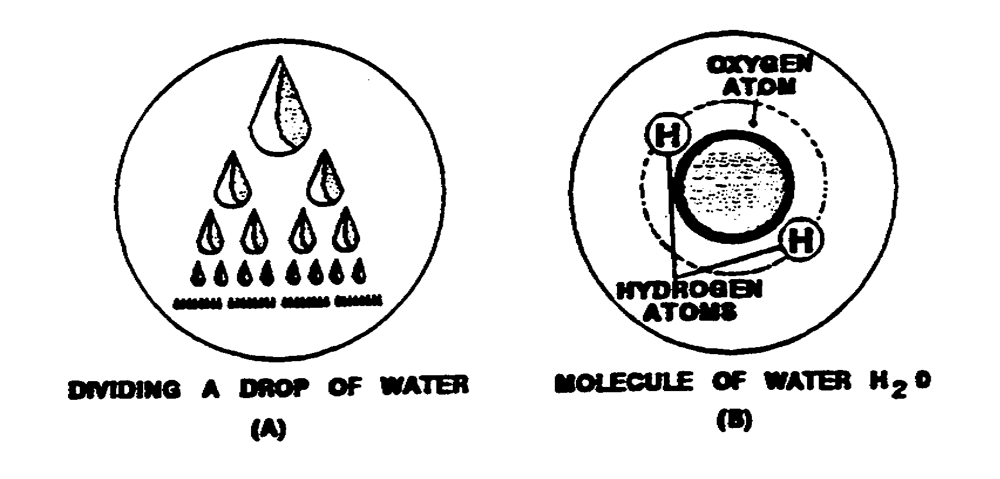 DIVIDING A DROP OF WATER
(A)
OXYGEN
ATOM
H
H
HYDROGEN
ATOMS
MOLECULE OF WATER H₂O
(B)